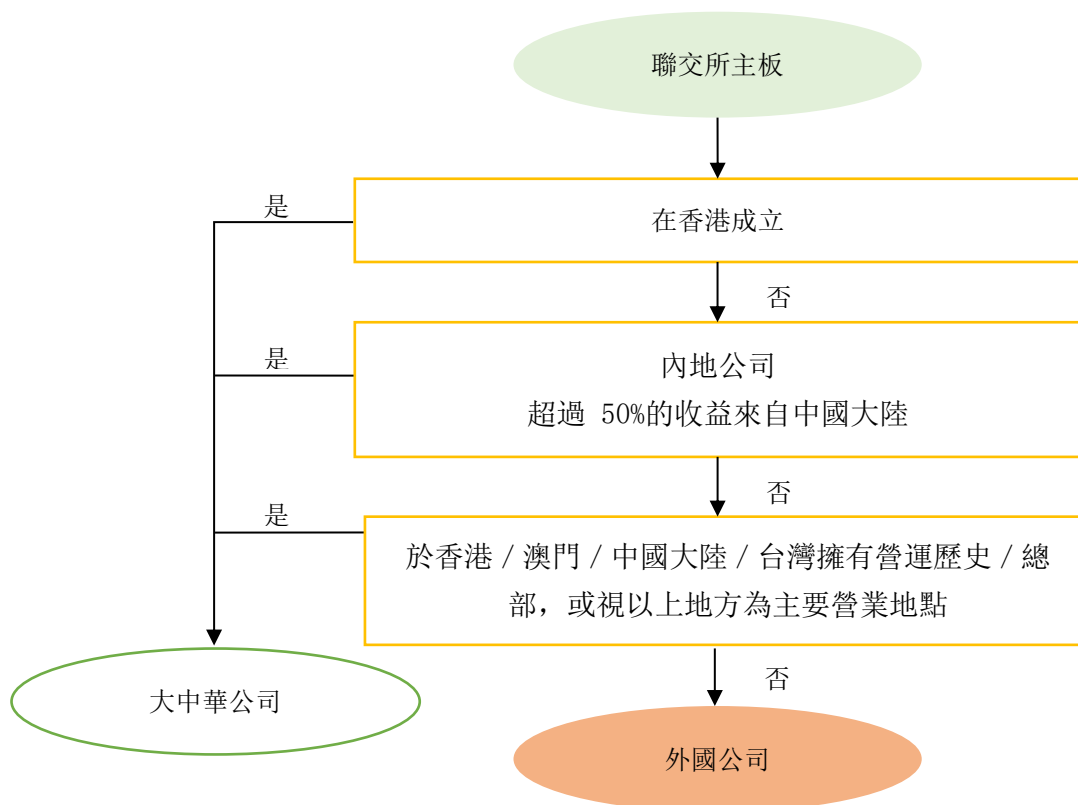 聯交所主板
是
在香港成立
否
是
內地公司
超過 50%的收益來自中國大陸
否
是
於香港／澳門／中國大陸／台灣擁有營運歷史／總
部，或視以上地方為主要營業地點
否
大中華公司
外國公司